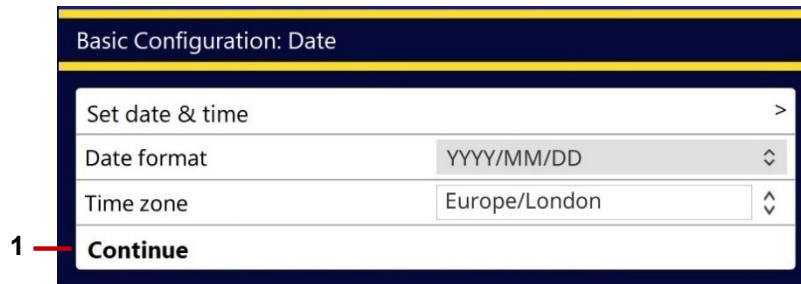 Basic Configuration: Date
Set date & time >
Date format YYYY/MM/DD
Time zone Europe/London
1 Continue